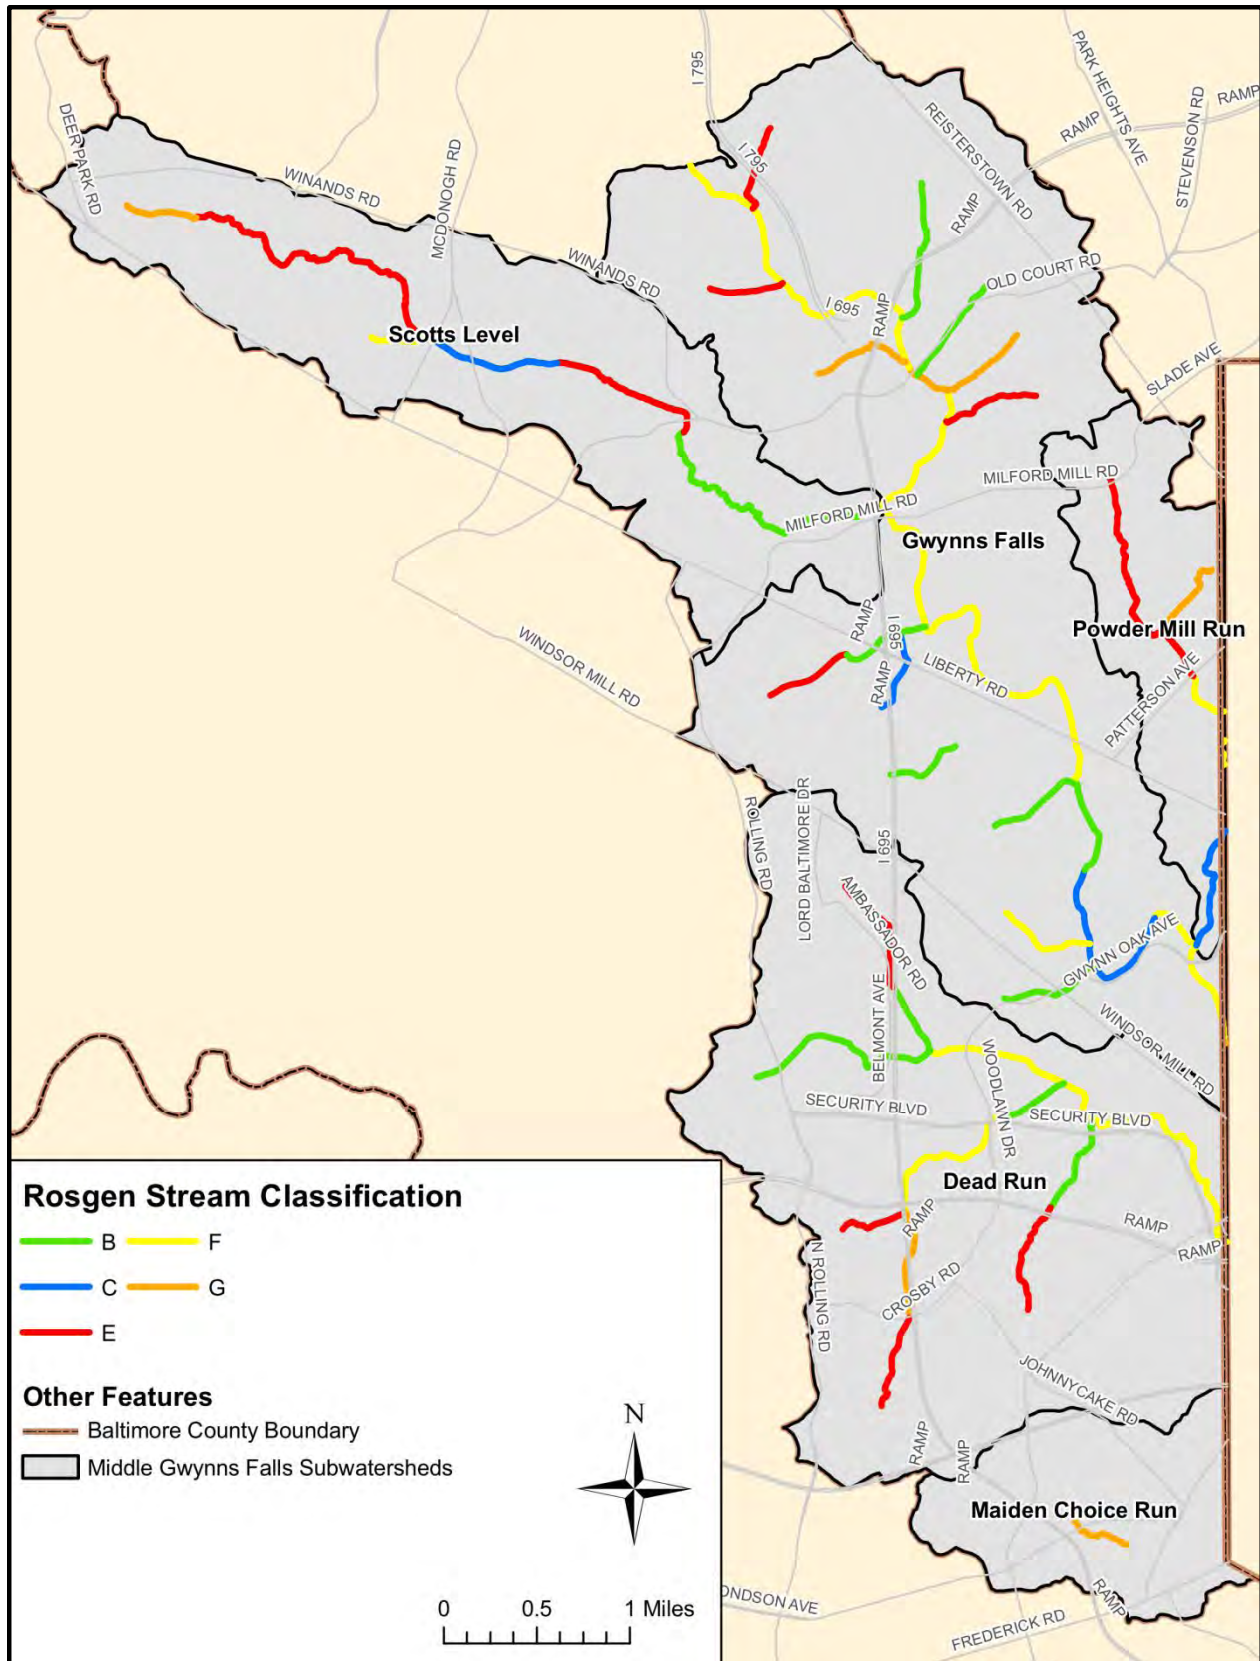 I 795
PARK HEIGHTS AVE
RAMP
STEVENSON RD
DEER PARK RD
REISTERSTOWN RD
RAMP
WINANDS RD
MCDONOGH RD
I 795
RAMP
WINANDS RD
OLD COURT RD
I 695
RAMP
Scotts Level
SLADE AVE
MILFORD MILL RD
MILFORD MILL RD
Gwynns Falls
WINDSOR MILL RD
RAMP
I 695
Powder Mill Run
LIBERTY RD
RAMP
PATTERSON AVE
ROLLING RD
LORD BALTIMORE DR
I 695
AMBASSADOR RD
GWYNN OAK AVE
BELMONT AVE
WINDSOR MILL RD
WOODLAWN DR
SECURITY BLVD
SECURITY BLVD
Dead Run
RAMP
RAMP
RAMP
N ROLLING RD
CROSBY RD
JOHNNYCAKE RD
RAMP
RAMP
Maiden Choice Run
RAMP
ONDSON AVE
FREDERICK RD
Rosgen Stream Classification
B F
C G
E
Other Features
Baltimore County Boundary
Middle Gwynns Falls Subwatersheds
N
0 0.5 1 Miles